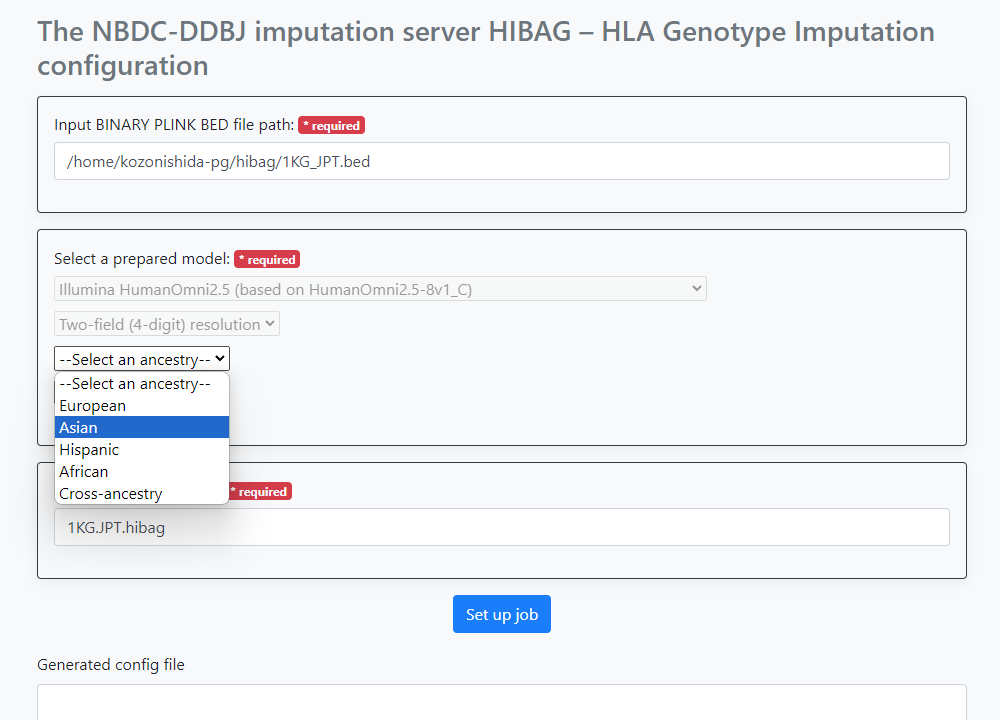 The NBDC-DDBJ imputation server HIBAG – HLA Genotype Imputation
configuration
Input BINARY PLINK BED file path: * required
/home/kozonishida-pg/hibag/1KG_JPT.bed
Select a prepared model: * required
Illumina HumanOmni2.5 (based on HumanOmni2.5-8v1_C)
Two-field (4-digit) resolution
--Select an ancestry--
--Select an ancestry--
European
Asian
Hispanic
African
Cross-ancestry
* required
1KG.JPT.hibag
Set up job
Generated config file